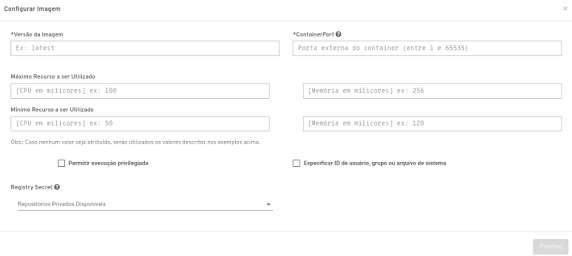 Configurar Imagem ×
*Versão da Imagem
*ContainerPort ?
Ex: latest
Porta externa do container (entre 1 e 65535)
Máximo Recurso a ser Utilizado
[CPU em milicores] ex: 100
[Memória em milicores] ex: 256
Mínimo Recurso a ser Utilizado
[CPU em milicores] ex: 50
[Memória em milicores] ex: 128
Obs.: Caso nenhum valor seja atribuído, serão utilizados os valores descritos nos exemplos acima.
Permitir execução privilegiada
Especificar ID de usuário, grupo ou arquivo de sistema
Registry Secret ?
Repositorios Privados Disponíveis
Próximo